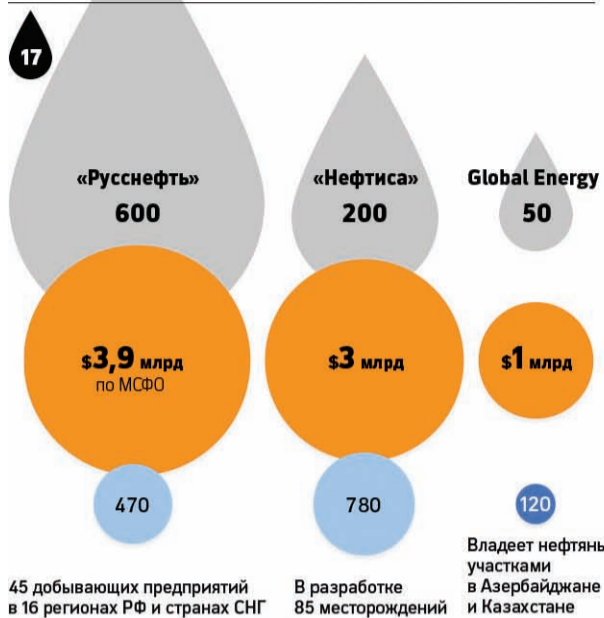 17
«Русснефть»
600
«Нефтиса»
200
Global Energy
50
$3,9 млрд
по МСФО
$3 млрд
$1 млрд
470
780
120
45 добывающих предприятий
в 16 регионах РФ и странах СНГ
В разработке
85 месторождений
Владеет
участками
в Азербайджане
и Казахстане